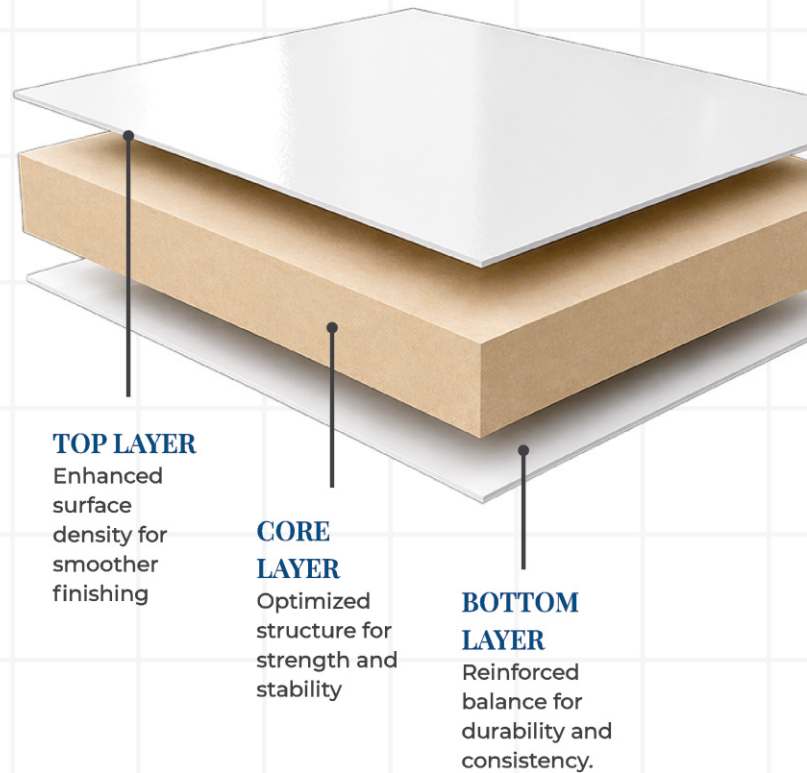 TOP LAYER
Enhanced
surface
density for
smoother
finishing
CORE
LAYER
Optimized
structure for
strength and
stability
BOTTOM
LAYER
Reinforced
balance for
durability and
consistency.